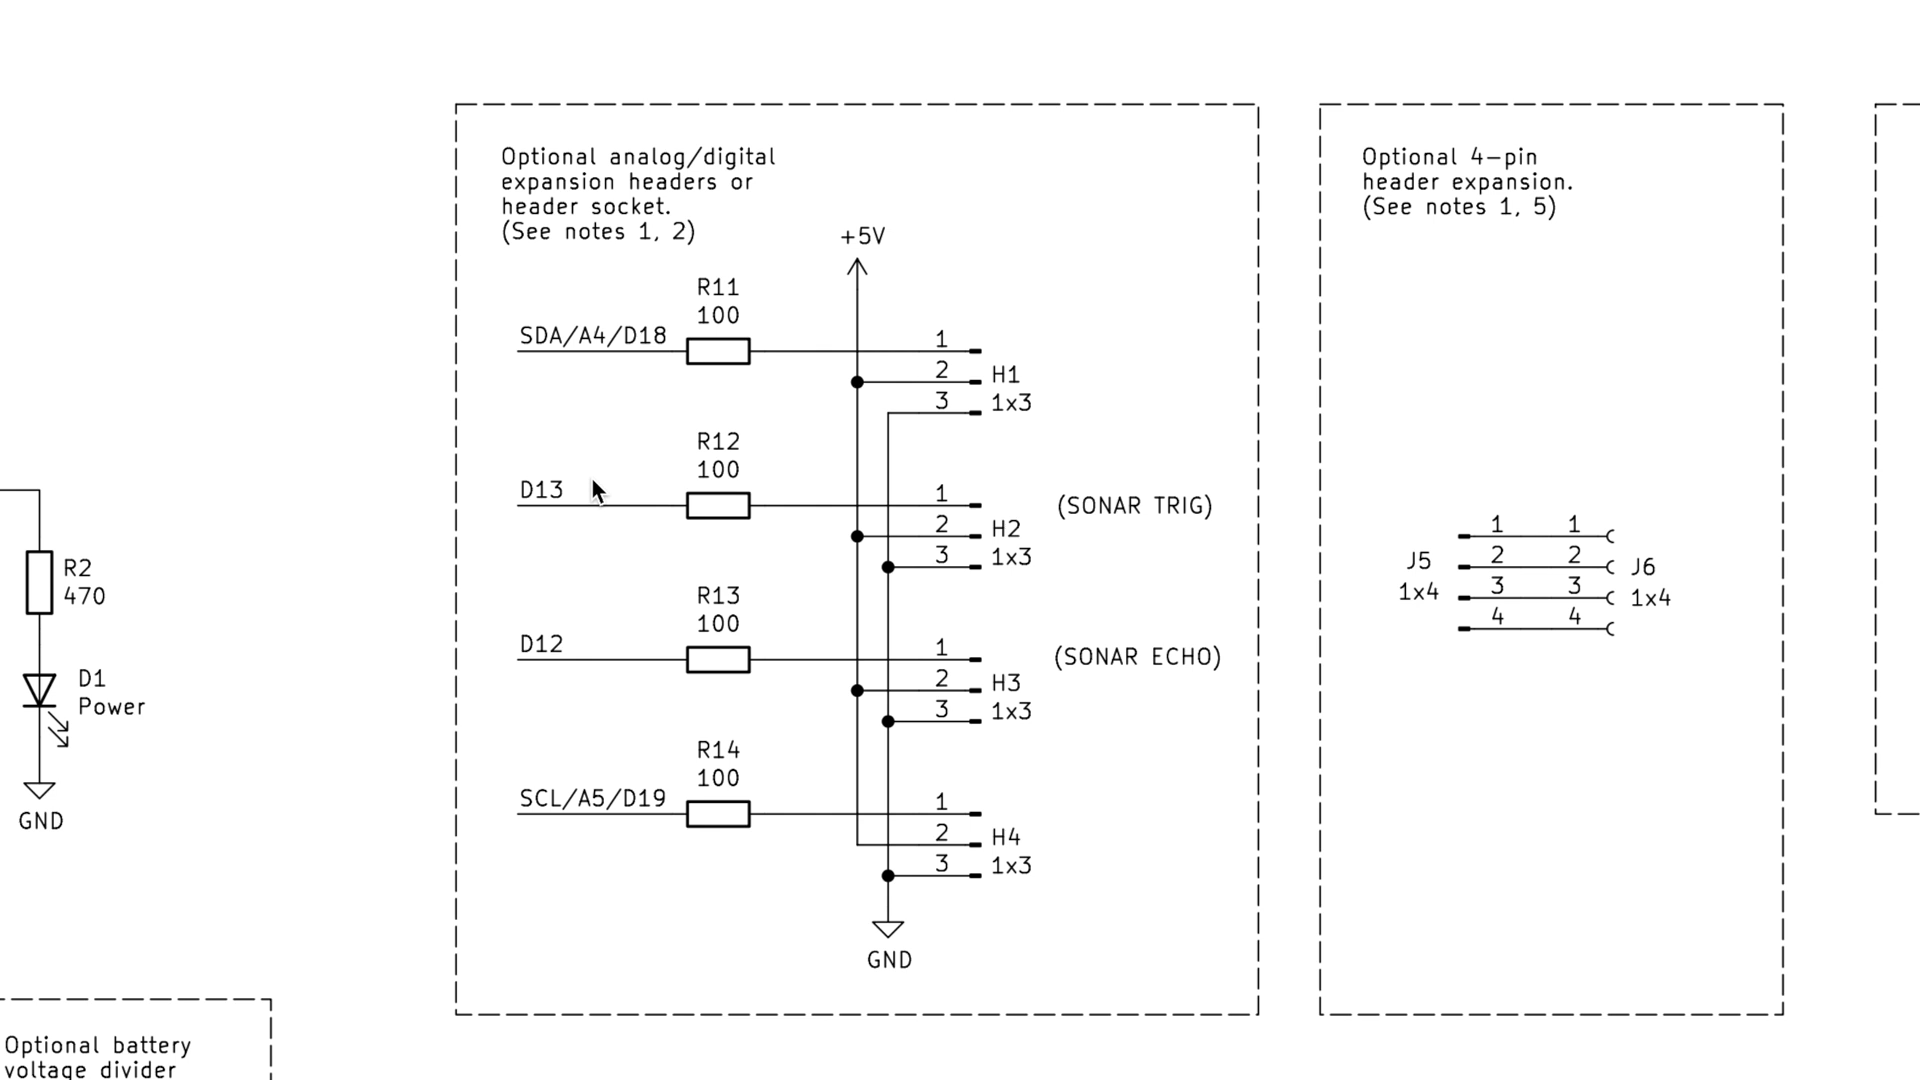 R2
470
D1
Power
GND
Optional battery
voltage divider
Optional analog/digital
expansion headers or
header socket.
(See notes 1, 2)
+5V
R11
100
SDA/A4/D18
1
2
3
H1
1x3
R12
100
D13
1
2
3
H2
1x3
(SONAR TRIG)
R13
100
D12
1
2
3
H3
1x3
(SONAR ECHO)
R14
100
SCL/A5/D19
1
2
3
H4
1x3
GND
Optional 4-pin
header expansion.
(See notes 1, 5)
J5
1x4
1 1
2 2
3 3
4 4
J6
1x4